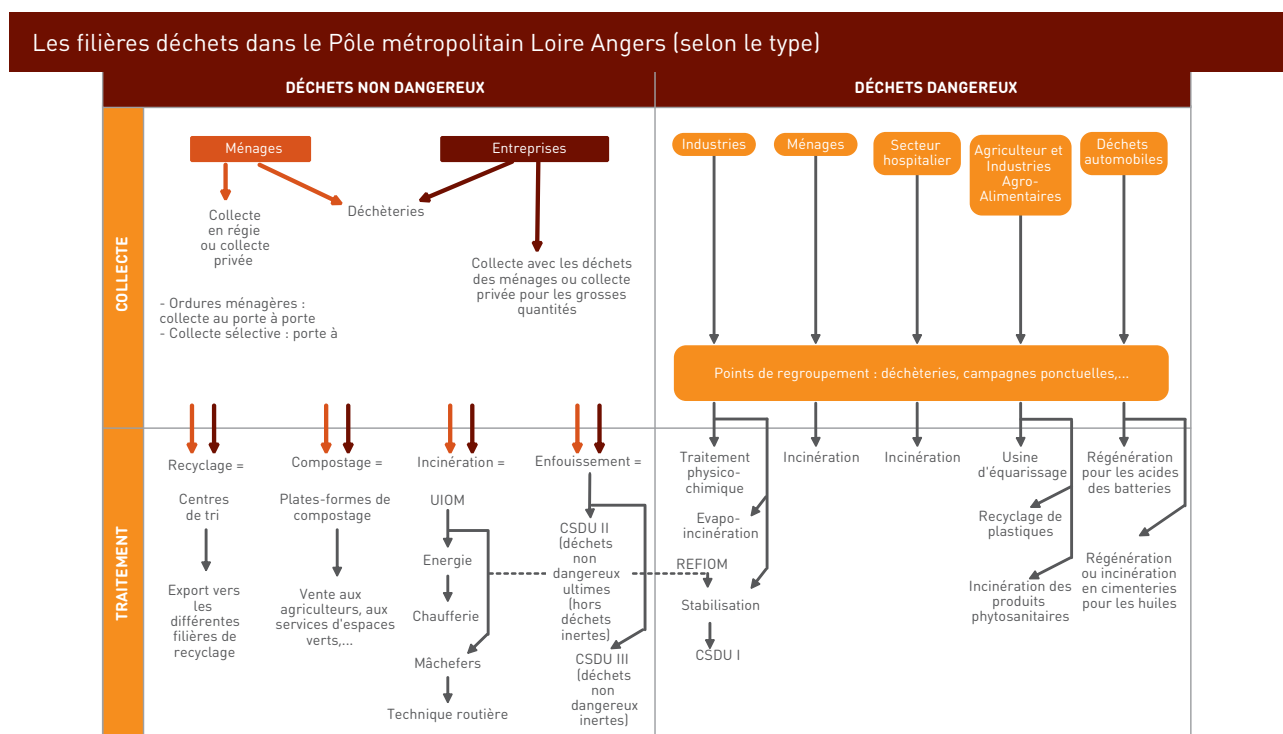 Les filières déchets dans le Pôle métropolitain Loire Angers (selon le type)
DÉCHETS NON DANGEREUX
DÉCHETS DANGEREUX
COLLECTE
Ménages
Entreprises
Déchèteries
Collecte
en régie
ou collecte
privée
Collecte avec les déchets
des ménages ou collecte
privée pour les grosses
quantités
- Ordures ménagères :
collecte au porte à porte
- Collecte sélective : porte à
Industries
Ménages
Secteur
hospitalier
Agriculteur et
Industries
Agro-
Alimentaires
Déchets
automobiles
Points de regroupement : déchèteries, campagnes ponctuelles,...
TRAITEMENT
Recyclage =
Centres
de tri
Export vers
les
différentes
filières de
recyclage
Compostage =
Plates-formes de
compostage
Vente aux
agriculteurs, aux
services d'espaces
verts,...
Incinération =
UIOM
Energie
Chaufferie
Mâchefers
Technique routière
Enfouissement =
CSDU II
(déchets
non
dangereux
ultimes
(hors
déchets
inertes)
CSDU III
(déchets
non
dangereux
inertes)
Traitement
physico-
chimique
Evapo-
incinération
REFIOM
Stabilisation
CSDU I
Incinération
Incinération
Usine
d'équarissage
Recyclage de
plastiques
Incinération des
produits
phytosanitaires
Régénération
pour les acides
des batteries
Régénération
ou incinération
en cimenteries
pour les huiles